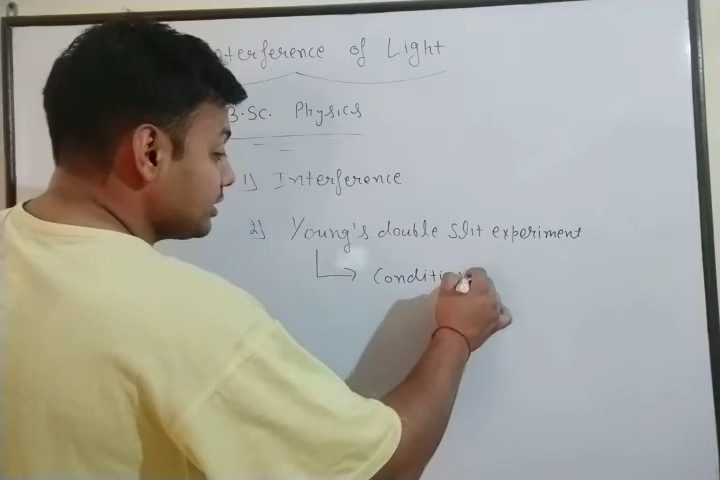 nterference of Light
B.Sc. Physics
1) Interference
2) Young's double slit experiment
Conditi